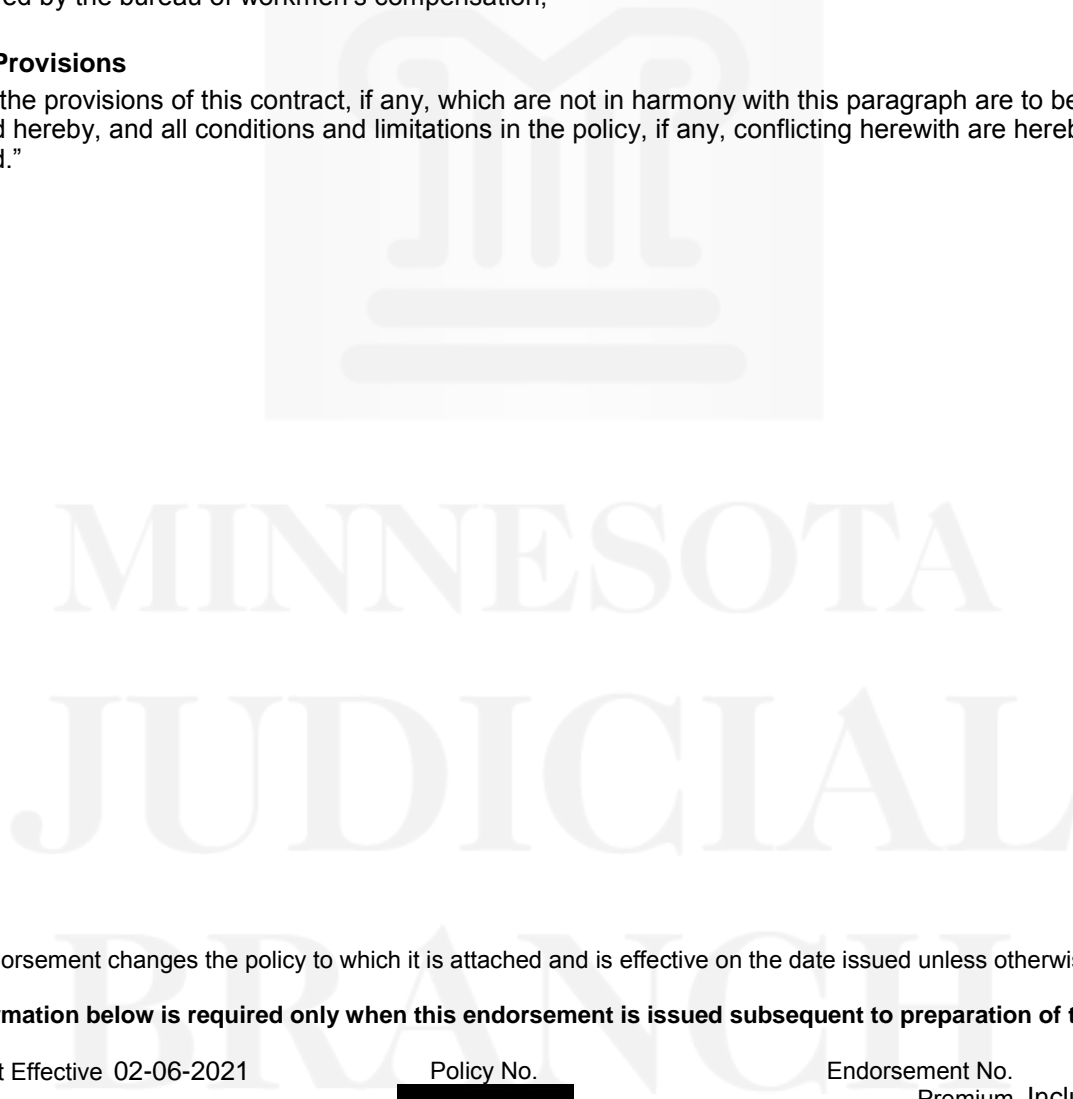 ed by the bureau of workmen's compensation;
Provisions
the provisions of this contract, if any, which are not in harmony with this paragraph are to be
d hereby, and all conditions and limitations in the policy, if any, conflicting herewith are hereb
d.”
MINNESOTA
JUDICIAL
BRANCH
orsement changes the policy to which it is attached and is effective on the date issued unless otherwis
rmation below is required only when this endorsement is issued subsequent to preparation of t
t Effective 02-06-2021 Policy No. Endorsement No.
Premium Inclu